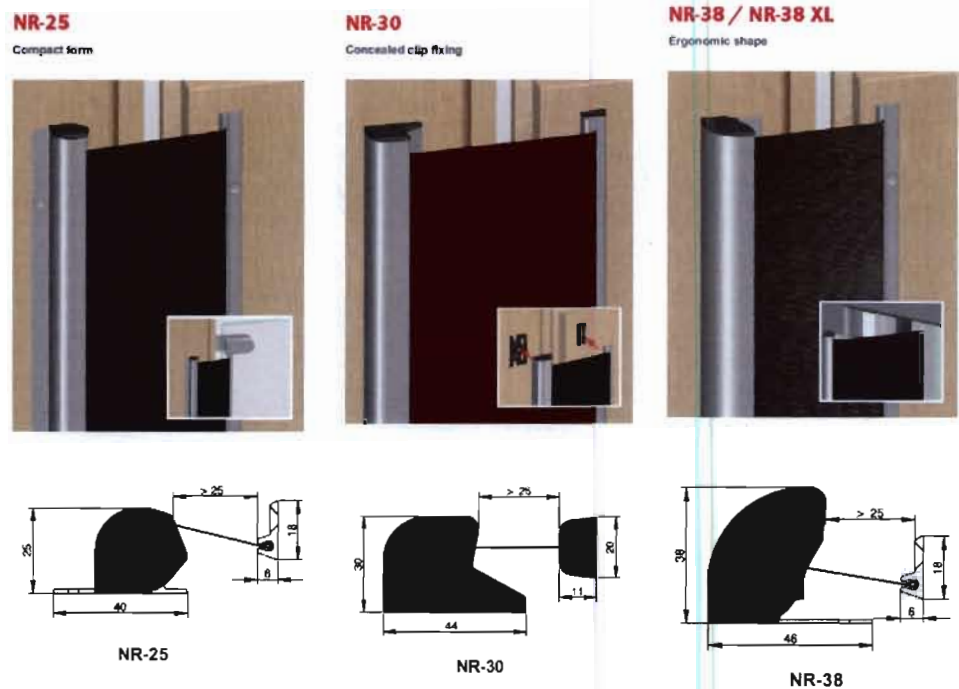 NR-25
Compact form
NR-30
Concealed clip fixing
NR-38 / NR-38 XL
Ergonomic shape
> 25
25
18
6
40
NR-25
> 25
30
20
11
44
NR-30
> 25
38
18
6
46
NR-38